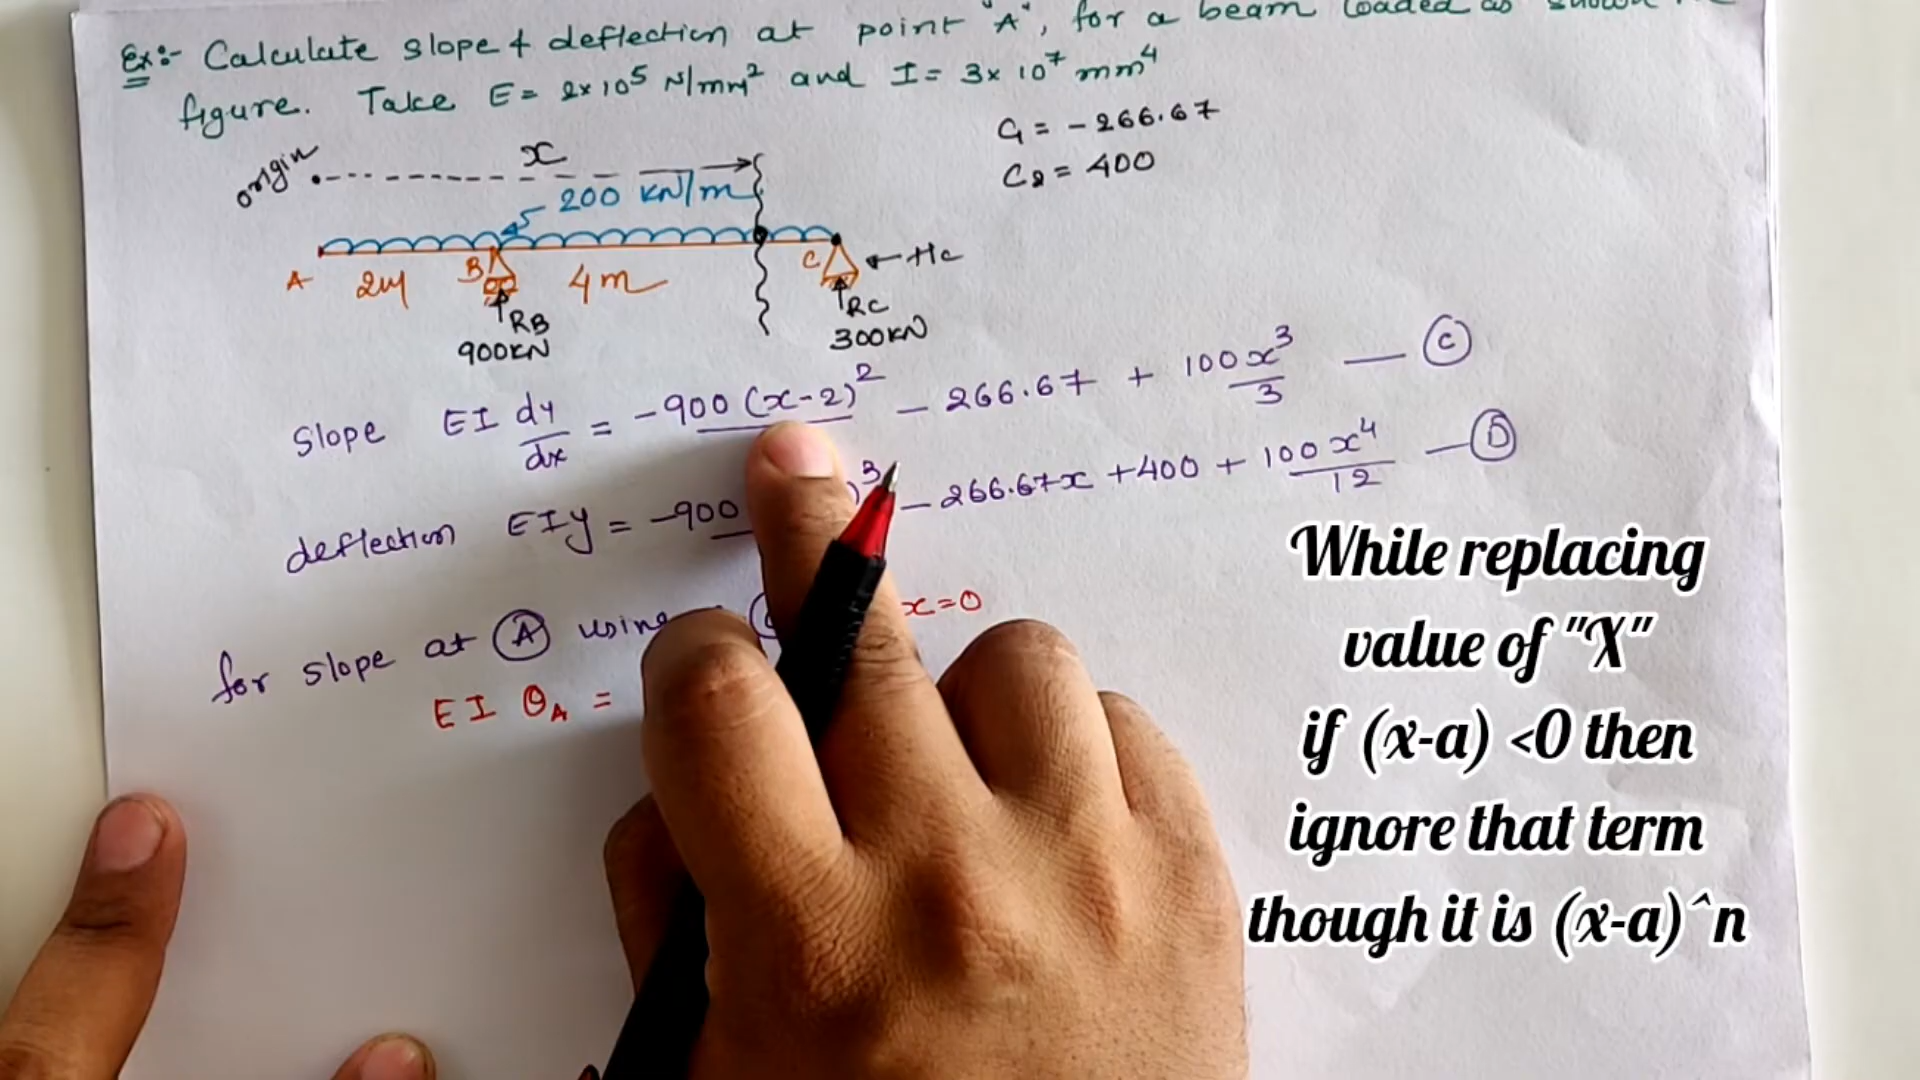 Ex:- Calculate slope & deflection at point "A", for a beam loaded as shown
figure. Take E = 2×10⁵ N/mm² and I = 3×10⁷ mm⁴
C₁ = -266.67
C₂ = 400
origin
x
200 kN/m
A 2m B 4m C ←Hc
RB
900KN
RC
300KN
Slope EI dy/dx = -900 (x-2)² - 266.67 + 100x³/3 — C
deflection EIy = -900 )³ - 266.67x +400 + 100x⁴/12 — D
for slope at A using x=0
EI θA =
While replacing
value of "X"
if (x-a) <0 then
ignore that term
though it is (x-a)^n